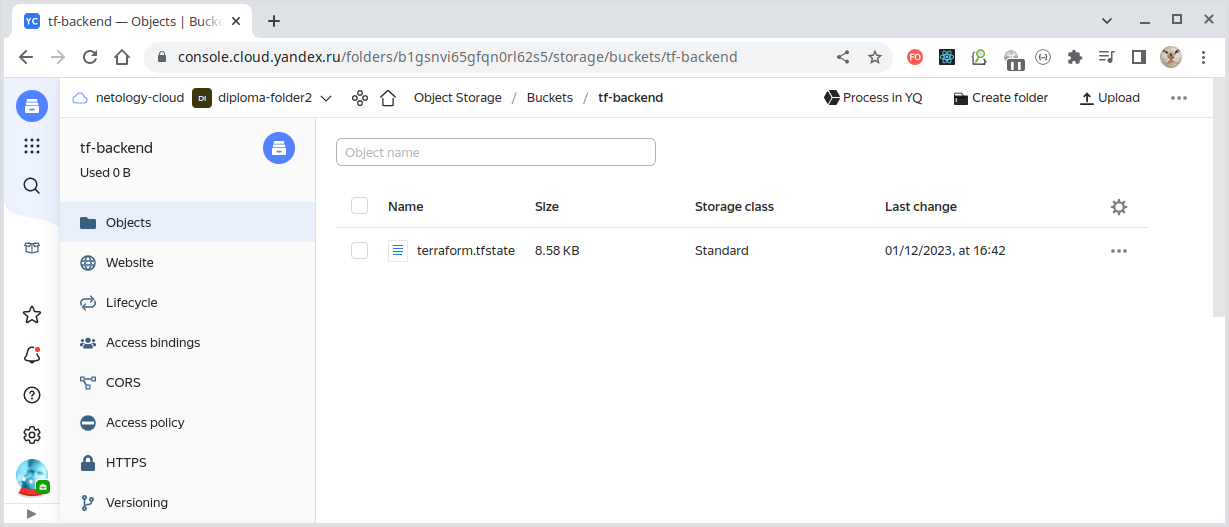 YC tf-backend — Objects | Bucke
console.cloud.yandex.ru/folders/b1gsnvi65gfqn0rl62s5/storage/buckets/tf-backend
FO
netology-cloud DI diploma-folder2 Object Storage / Buckets / tf-backend Process in YQ Create folder Upload
tf-backend
Used 0 B
Object name
Name Size Storage class Last change
Objects
terraform.tfstate 8.58 KB Standard 01/12/2023, at 16:42
Website
Lifecycle
Access bindings
CORS
Access policy
HTTPS
Versioning